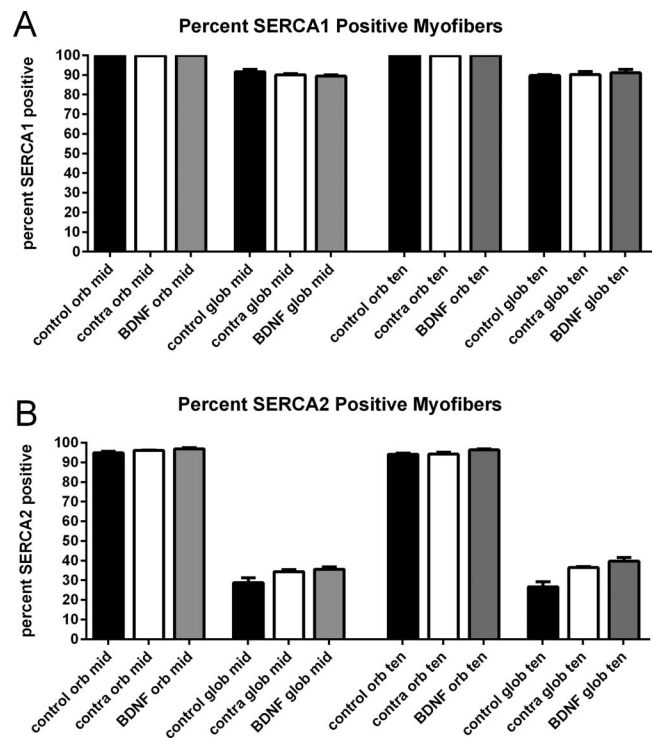 A
Percent SERCA1 Positive Myofibers
percent SERCA1 positive
100
90
80
70
60
50
40
30
20
10
0
control orb mid
contra orb mid
BDNF orb mid
control glob mid
contra glob mid
BDNF glob mid
control orb ten
contra orb ten
BDNF orb ten
control glob ten
contra glob ten
BDNF glob ten
B
Percent SERCA2 Positive Myofibers
percent SERCA2 positive
100
90
80
70
60
50
40
30
20
10
0
control orb mid
contra orb mid
BDNF orb mid
control glob mid
contra glob mid
BDNF glob mid
control orb ten
contra orb ten
BDNF orb ten
control glob ten
contra glob ten
BDNF glob ten